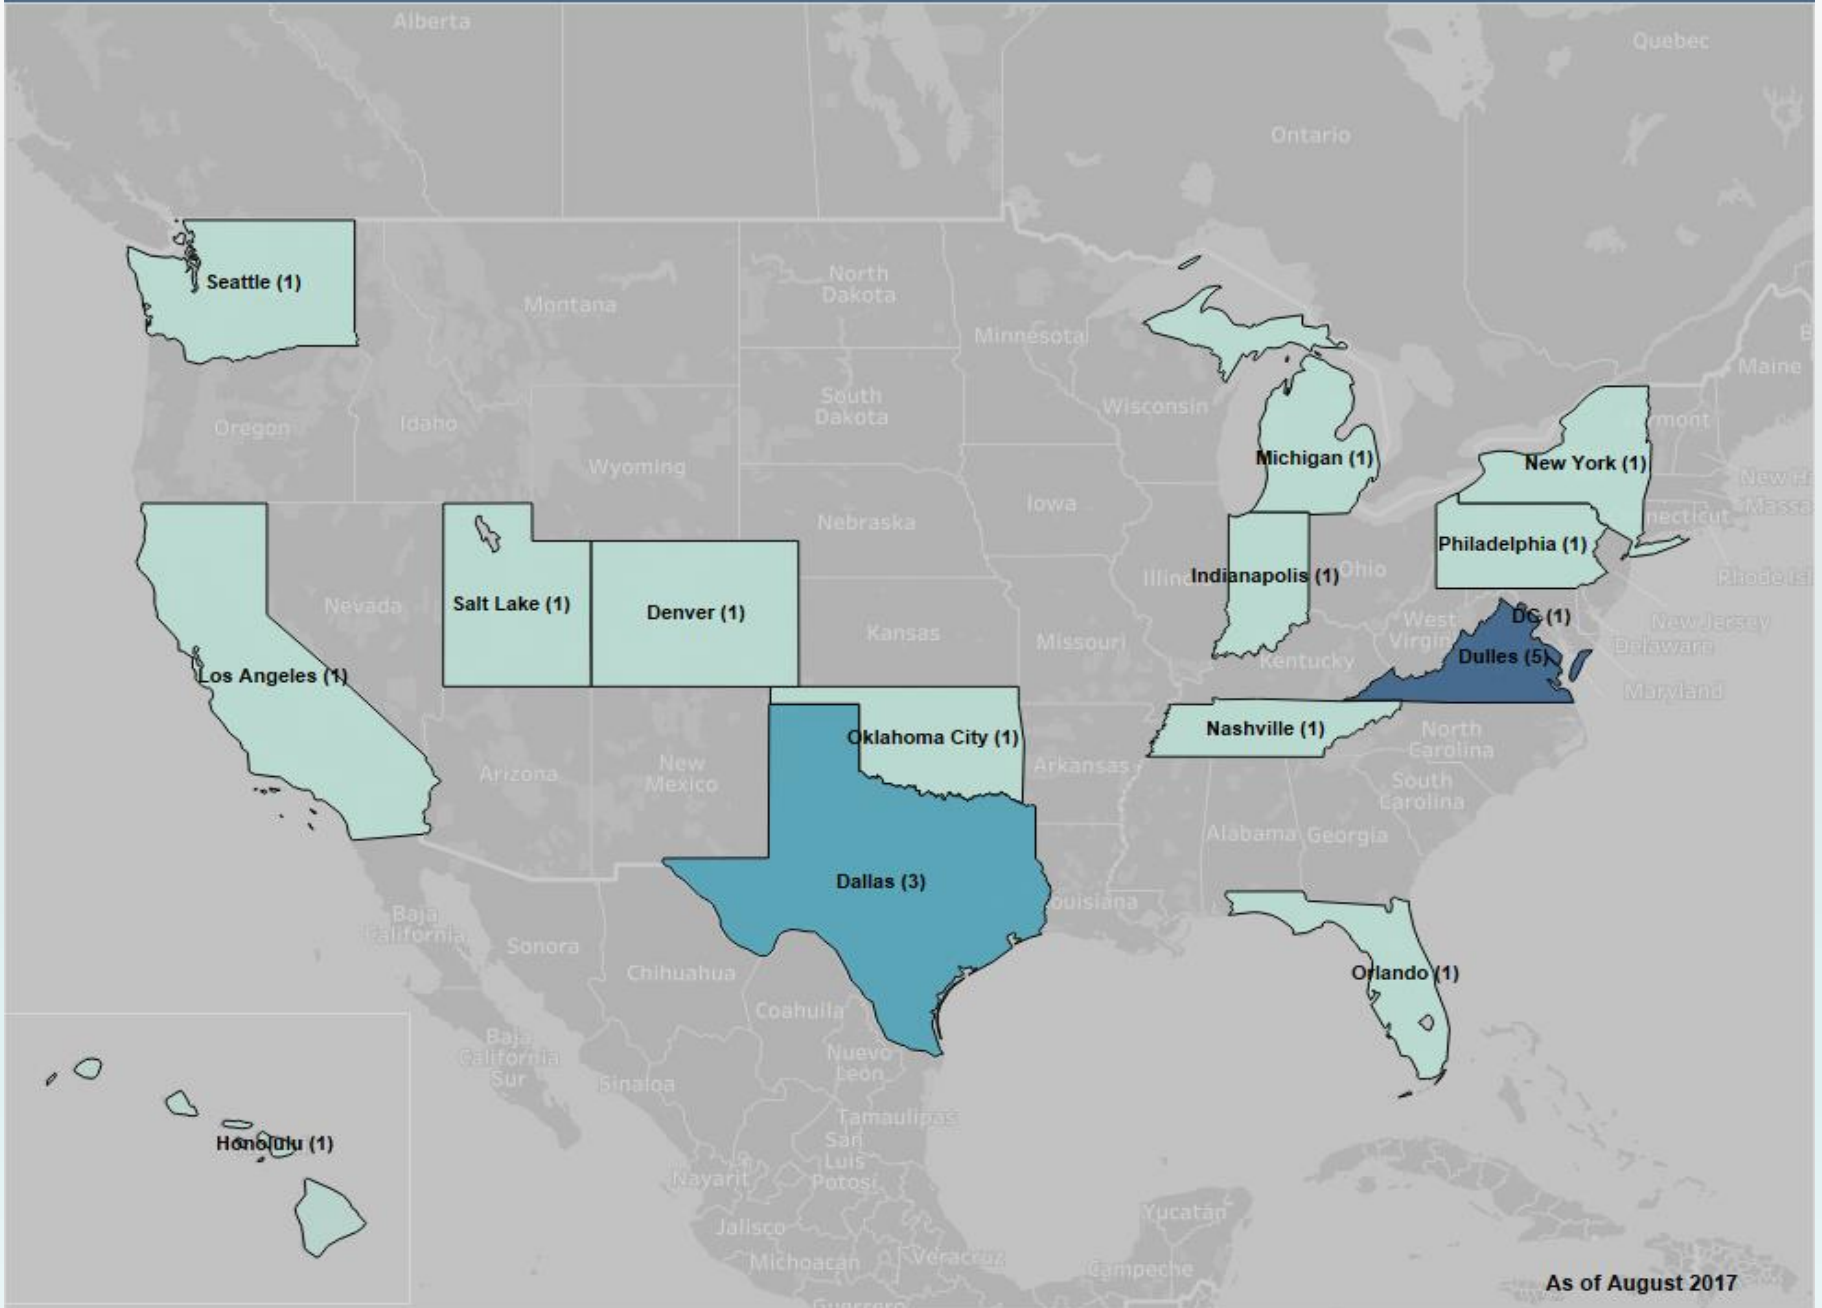 Alberta
Quebec
Ontario
Seattle (1)
Montana
North
Dakota
Minnesota
Maine
Oregon
Idaho
South
Dakota
Wisconsin
Wyoming
Michigan (1)
New York (1)
Nebraska
Iowa
Philadelphia (1)
Nevada
Salt Lake (1)
Denver (1)
Kansas
Missouri
Indianapolis (1)
Ohio
West
DC (1)
New Jersey
Delaware
Dulles (5)
Kentucky
Maryland
Los Angeles (1)
Nashville (1)
North
Carolina
Oklahoma City (1)
Arkansas
Arizona
New
Mexico
South
Carolina
Alabama
Georgia
Dallas (3)
Baja
California
Sonora
Chihuahua
Coahuila
Orlando (1)
Baja
California
Sur
Nuevo
León
Sinaloa
Tamaulipas
San
Luis
Potosí
Honolulu (1)
Nayarit
Jalisco
Michoacan
Veracruz
Yucatán
Campeche
As of August 2017